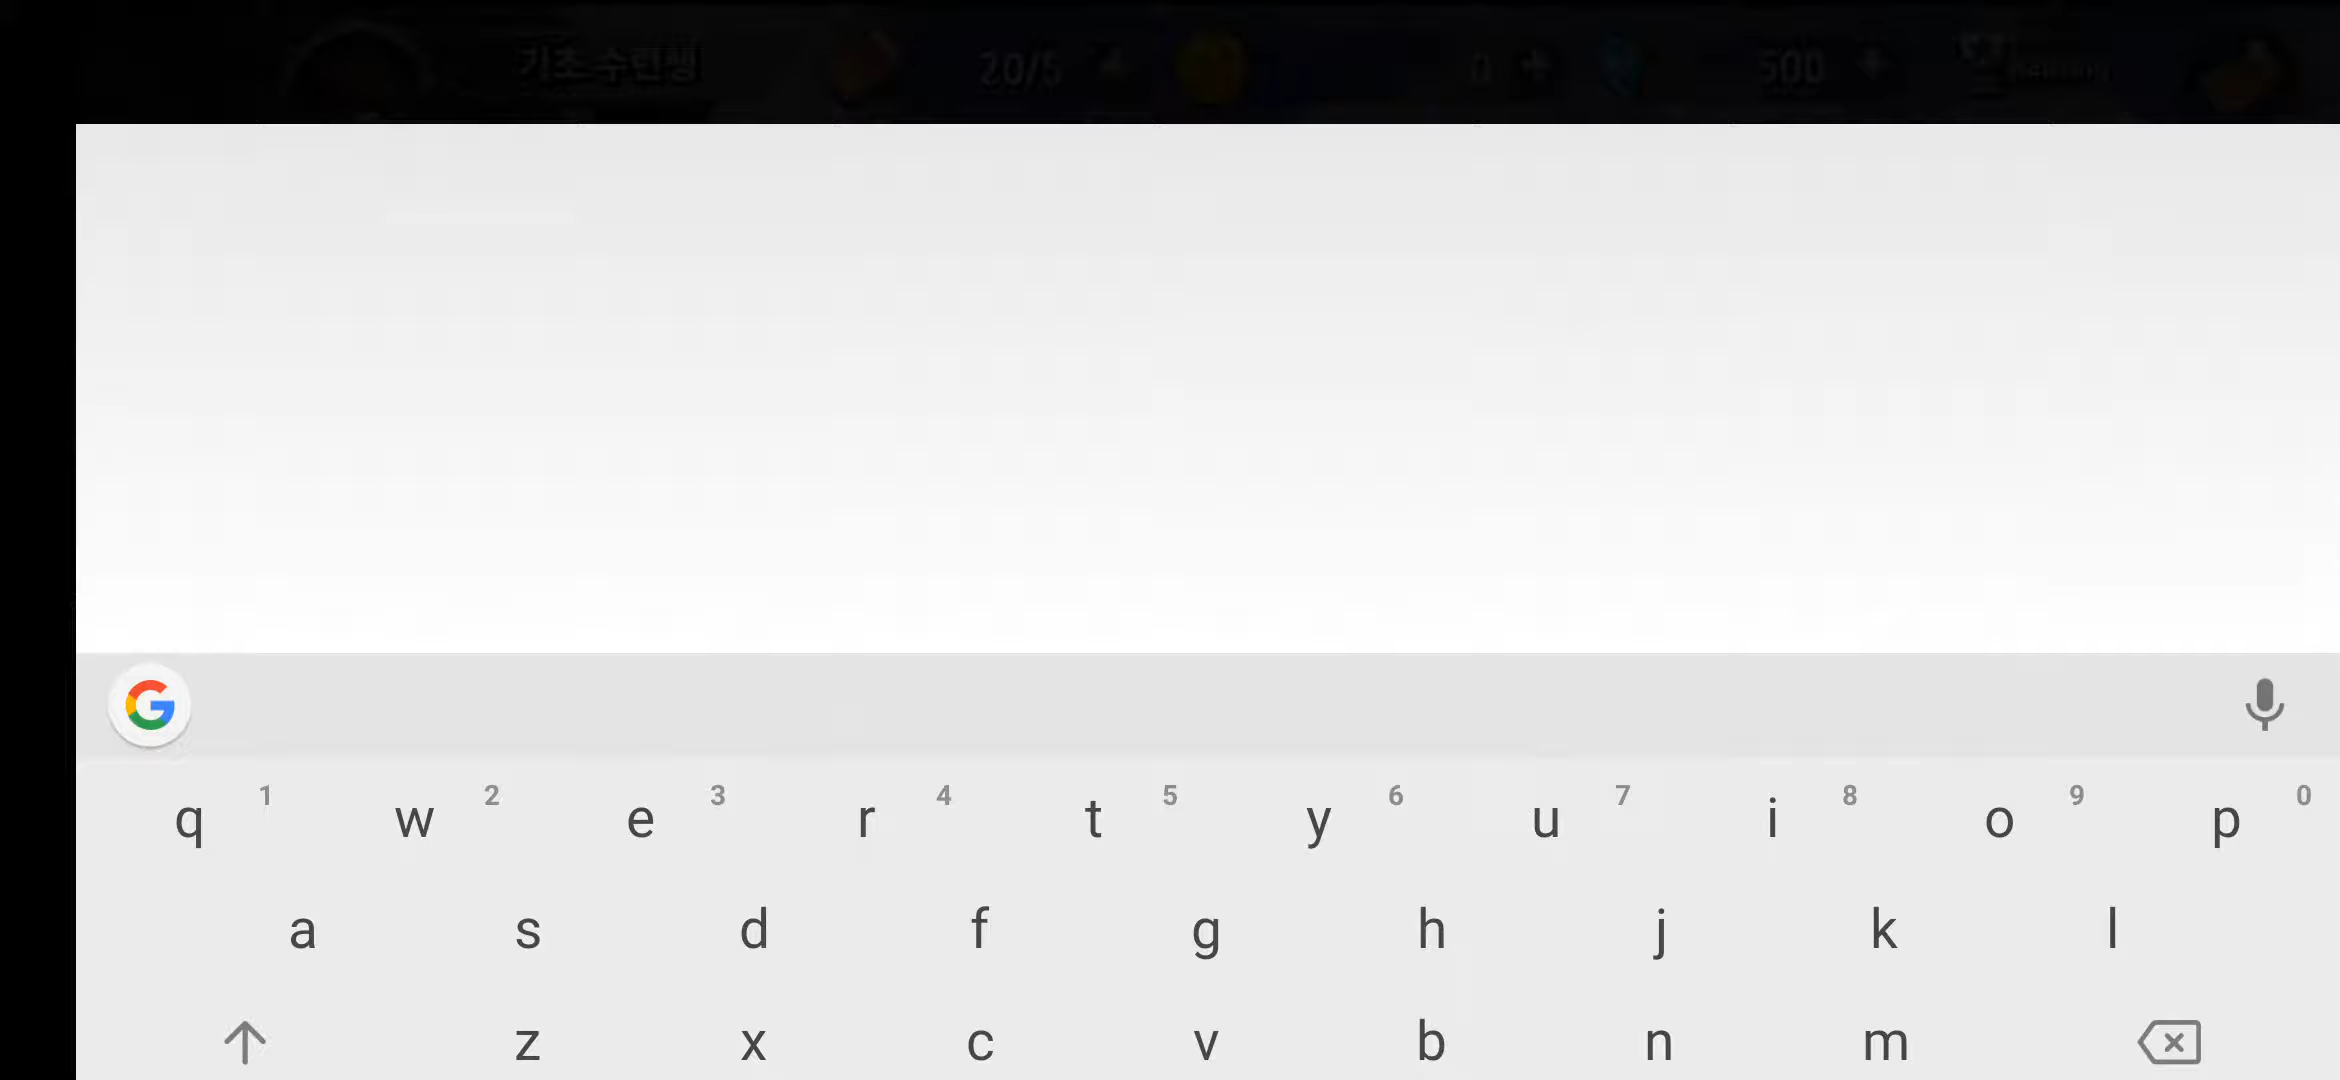 기초수련생 20/5 0 500 Ranking
q 1 w 2 e 3 r 4 t 5 y 6 u 7 i 8 o 9 p 0
a s d f g h j k l
z x c v b n m